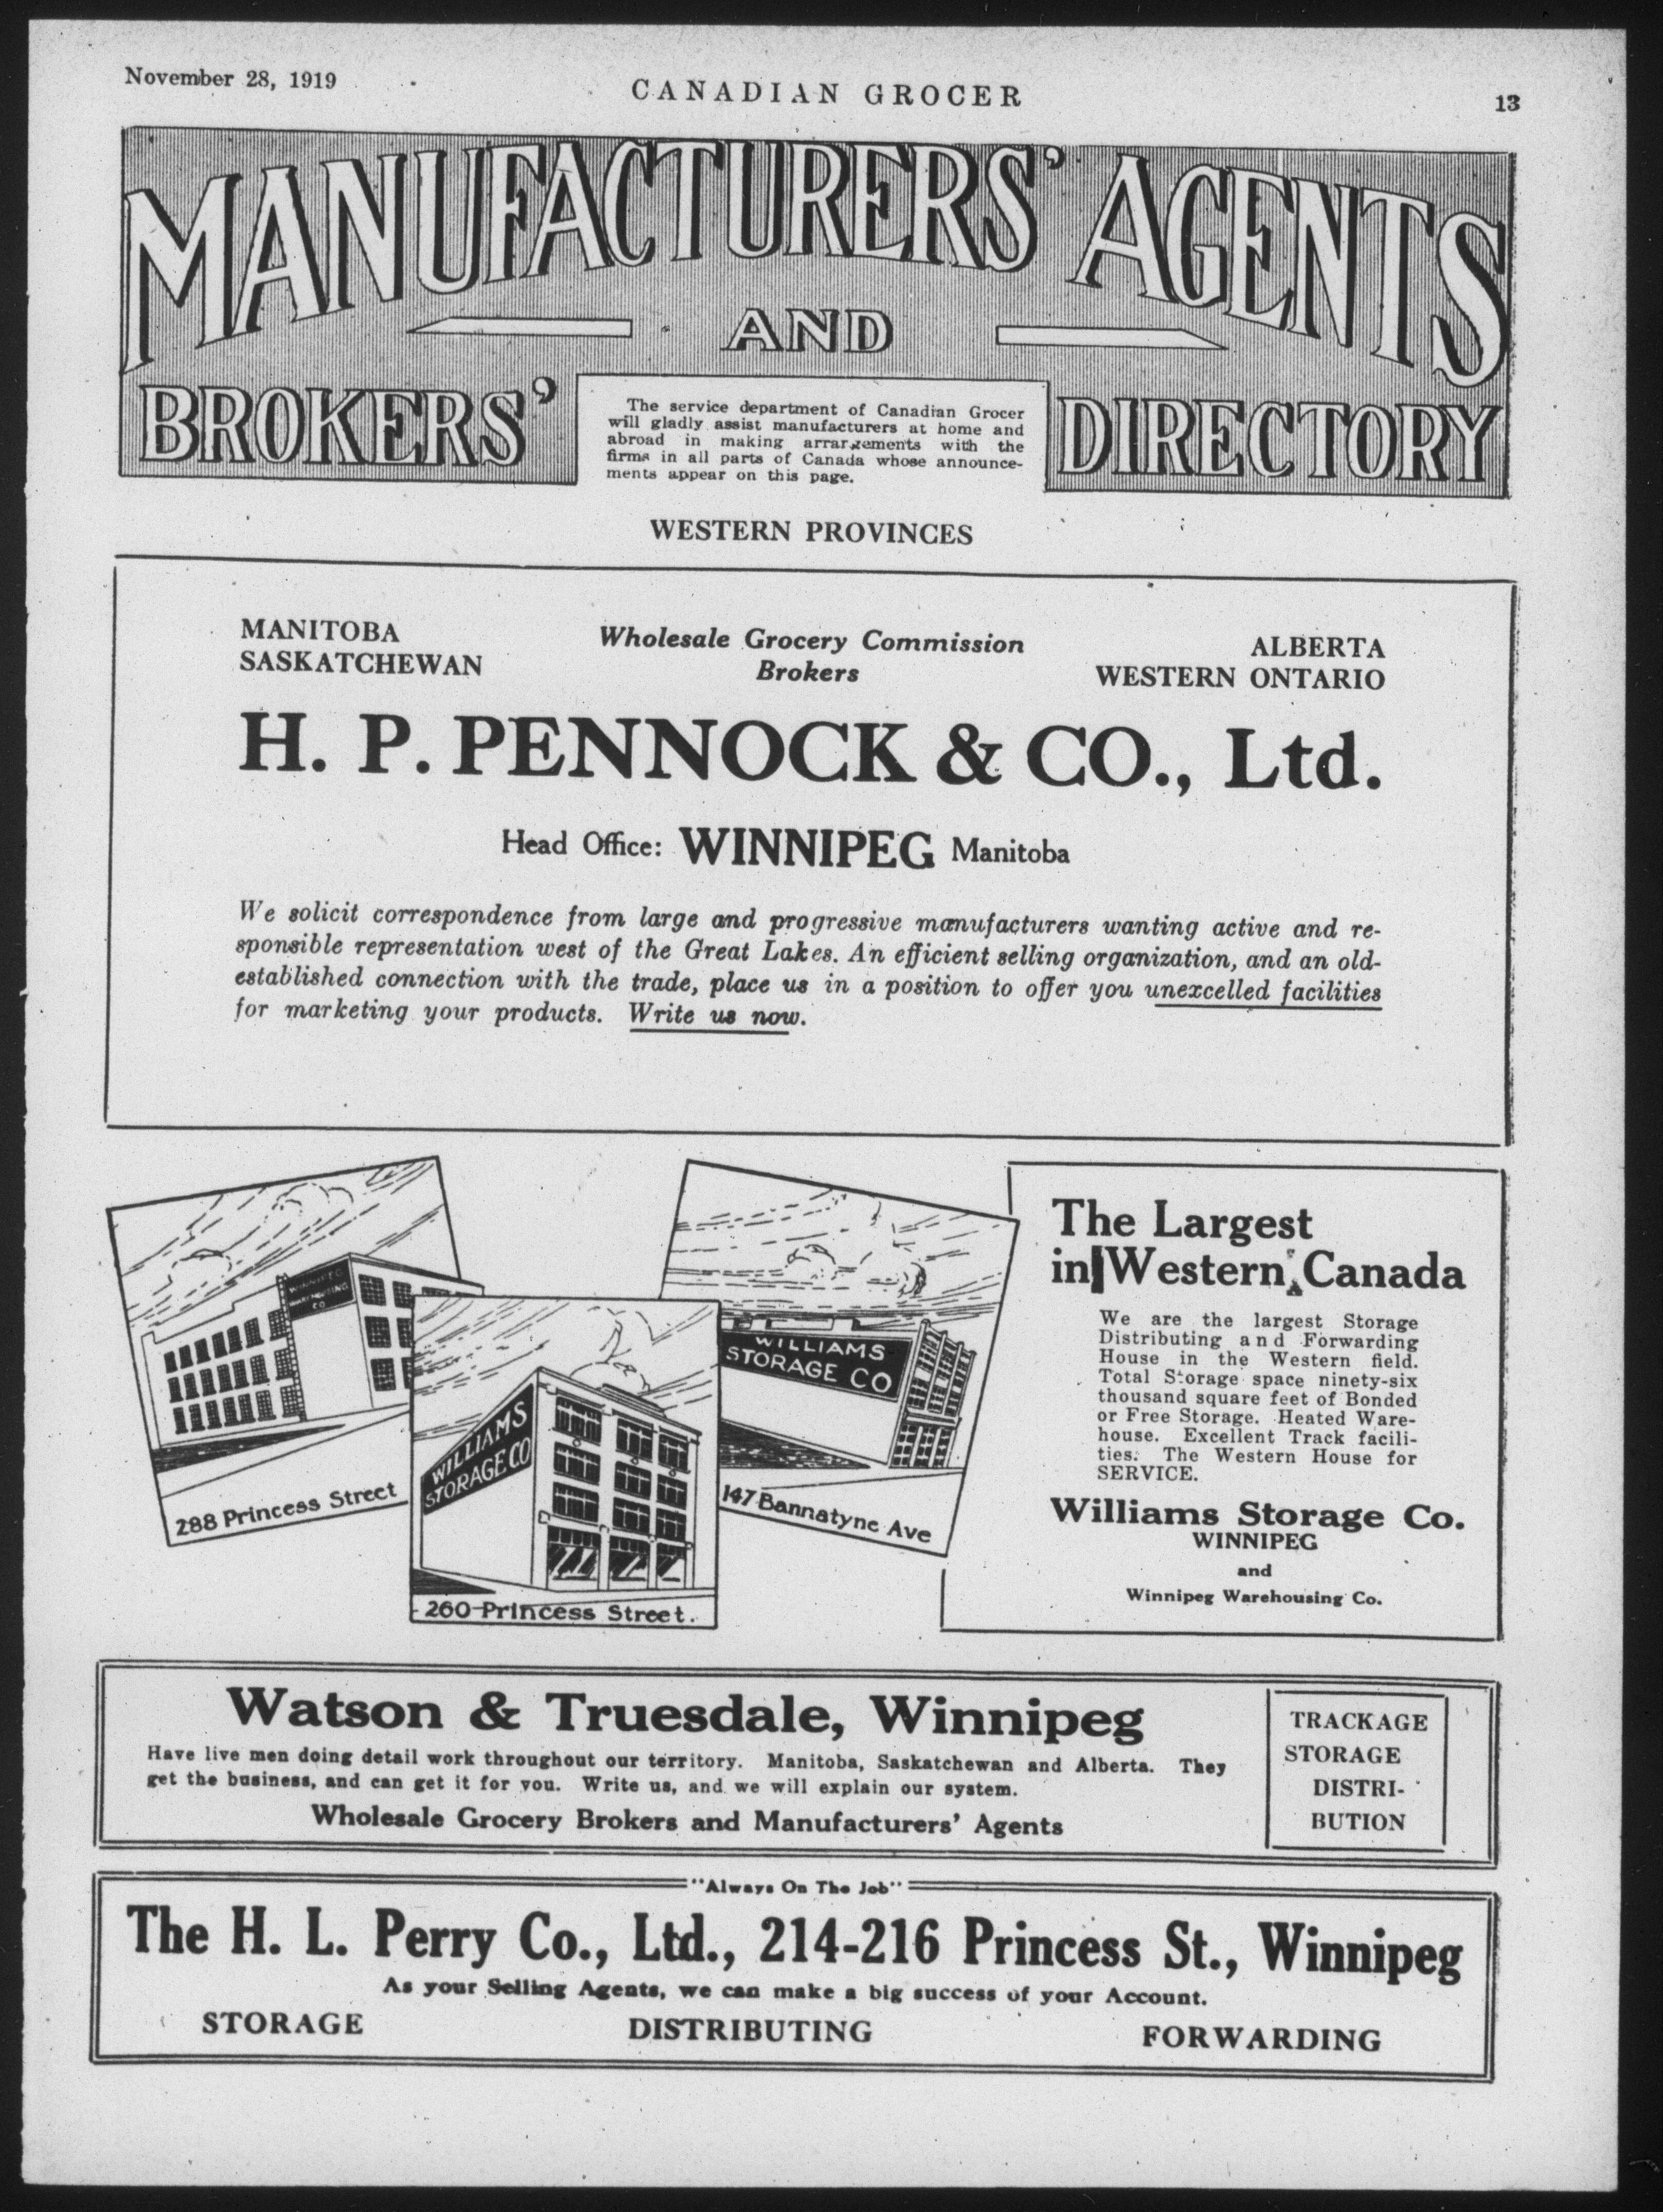 November 28, 1919
CANADIAN GROCER
13
MANUFACTURERS' AGENTS
AND
BROKERS' DIRECTORY
The service department of Canadian Grocer
will gladly assist manufacturers at home and
abroad in making arrangements with the
firms in all parts of Canada whose announce-
ments appear on this page.
WESTERN PROVINCES
MANITOBA
SASKATCHEWAN
Wholesale Grocery Commission
Brokers
ALBERTA
WESTERN ONTARIO
H. P. PENNOCK & CO., Ltd.
Head Office: WINNIPEG Manitoba
We solicit correspondence from large and progressive manufacturers wanting active and re-
sponsible representation west of the Great Lakes. An efficient selling organization, and an old-
established connection with the trade, place us in a position to offer you unexcelled facilities
for marketing your products. Write us now.
WINNIPEG
WAREHOUSING
CO
288 Princess Street
WILLIAMS
STORAGE CO
260 Princess Street.
WILLIAMS
STORAGE CO
147 Bannatyne Ave
The Largest
in Western Canada
We are the largest Storage
Distributing and Forwarding
House in the Western field.
Total Storage space ninety-six
thousand square feet of Bonded
or Free Storage. Heated Ware-
house. Excellent Track facili-
ties. The Western House for
SERVICE.
Williams Storage Co.
WINNIPEG
and
Winnipeg Warehousing Co.
Watson & Truesdale, Winnipeg
Have live men doing detail work throughout our territory. Manitoba, Saskatchewan and Alberta. They
get the business, and can get it for you. Write us, and we will explain our system.
Wholesale Grocery Brokers and Manufacturers' Agents
TRACKAGE
STORAGE
DISTRI-
BUTION
"Always On The Job"
The H. L. Perry Co., Ltd., 214-216 Princess St., Winnipeg
As your Selling Agents, we can make a big success of your Account.
STORAGE DISTRIBUTING FORWARDING